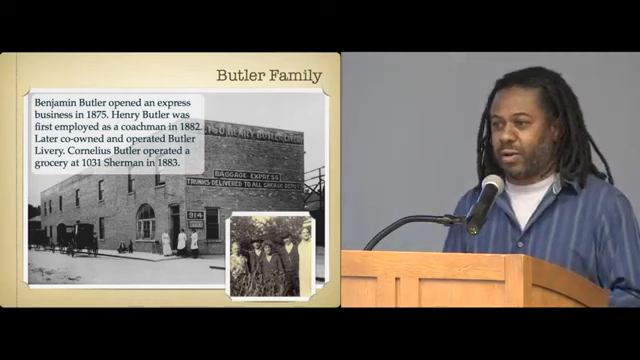 Butler Family
Benjamin Butler opened an express
business in 1875. Henry Butler was
first employed as a coachman in 1882.
Later co-owned and operated Butler
Livery. Cornelius Butler operated a
grocery at 1031 Sherman in 1883.
HENRY BUTLER
BAGGAGE EXPRESS
TRUNKS DELIVERED TO ALL CHICAGO DEPOTS
914